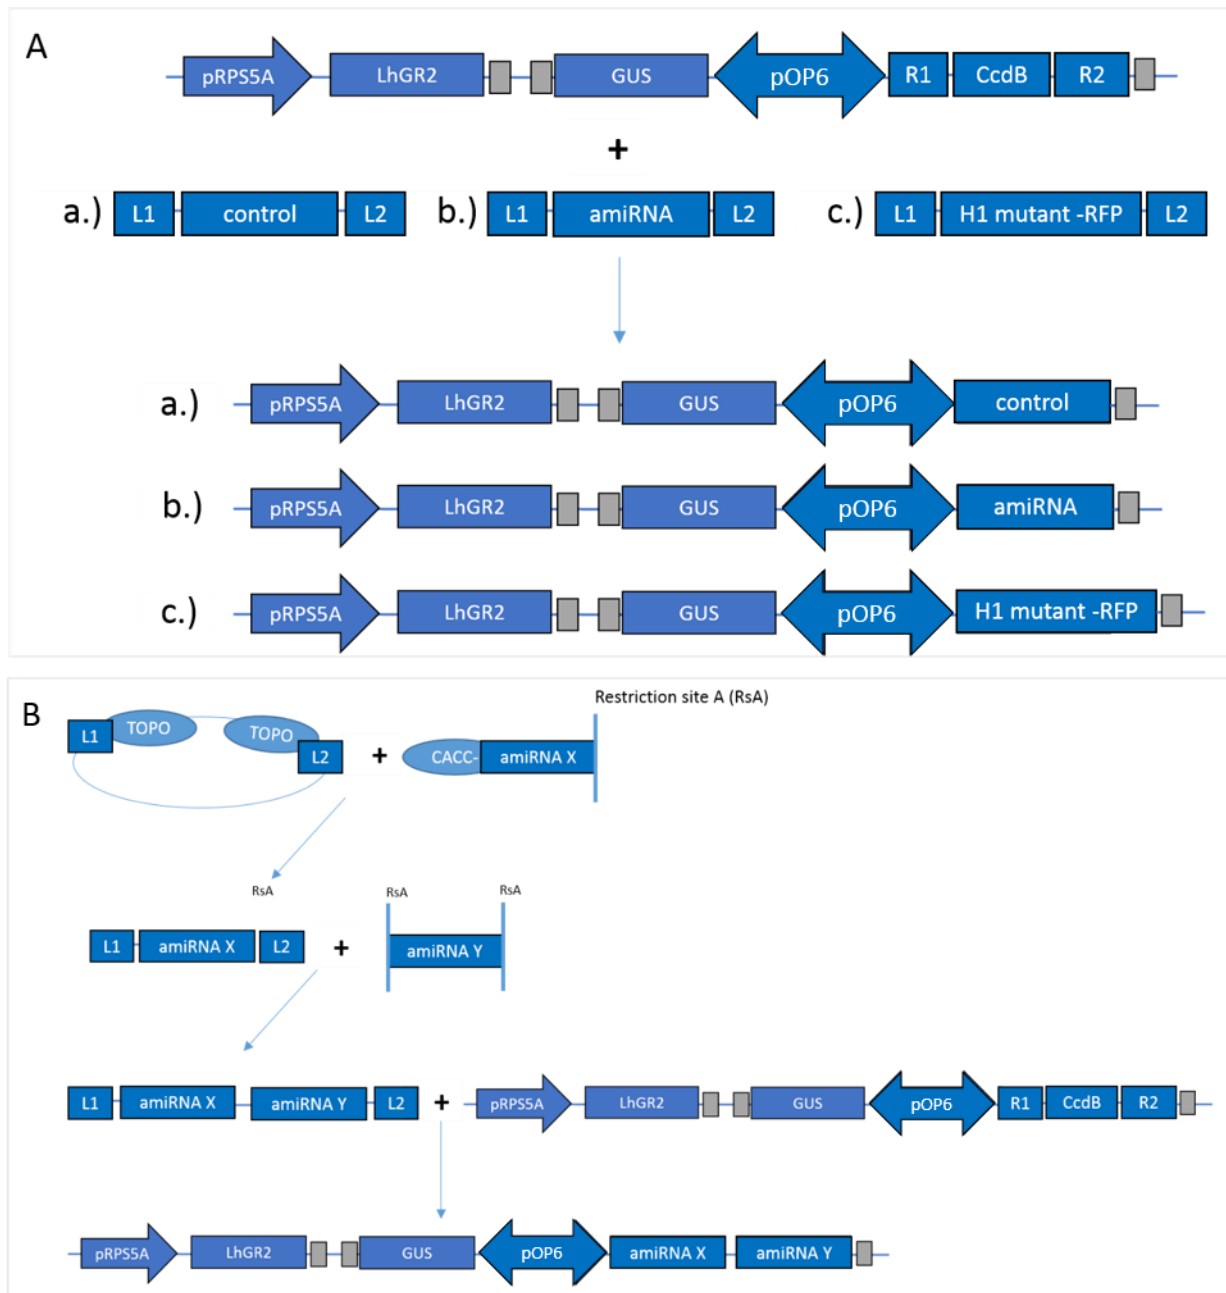 A
pRPS5A LhGR2 GUS pOP6 R1 CcdB R2
+
a.) L1 control L2 b.) L1 amiRNA L2 c.) L1 H1 mutant -RFP L2
a.) pRPS5A LhGR2 GUS pOP6 control
b.) pRPS5A LhGR2 GUS pOP6 amiRNA
c.) pRPS5A LhGR2 GUS pOP6 H1 mutant -RFP
B
Restriction site A (RsA)
L1 TOPO TOPO L2 + CACC- amiRNA X
RsA RsA RsA
L1 amiRNA X L2 + amiRNA Y
L1 amiRNA X amiRNA Y L2 + pRPS5A LhGR2 GUS pOP6 R1 CcdB R2
pRPS5A LhGR2 GUS pOP6 amiRNA X amiRNA Y